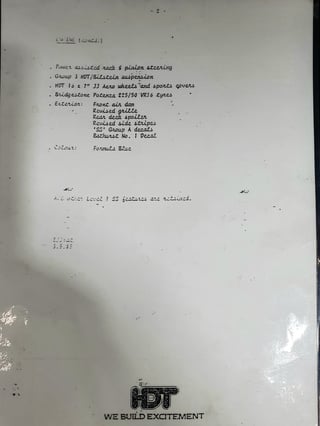 - 2 -
. Power assisted rack & pinion steering
. Group 3 HDT/Bilstein suspension
. HDT 16 x 7" JJ Aero wheels and sports covers
. Bridgestone Potenza 225/50 VR16 tyres
. Exterior: Front air dam
Revised grille
Rear deck spoiler
Revised side stripes
'SS' Group A decals
Bathurst No. 1 Decal
. Colour: Formula Blue
All other Level 1 SS features are retained.
HDT
WE BUILD EXCITEMENT